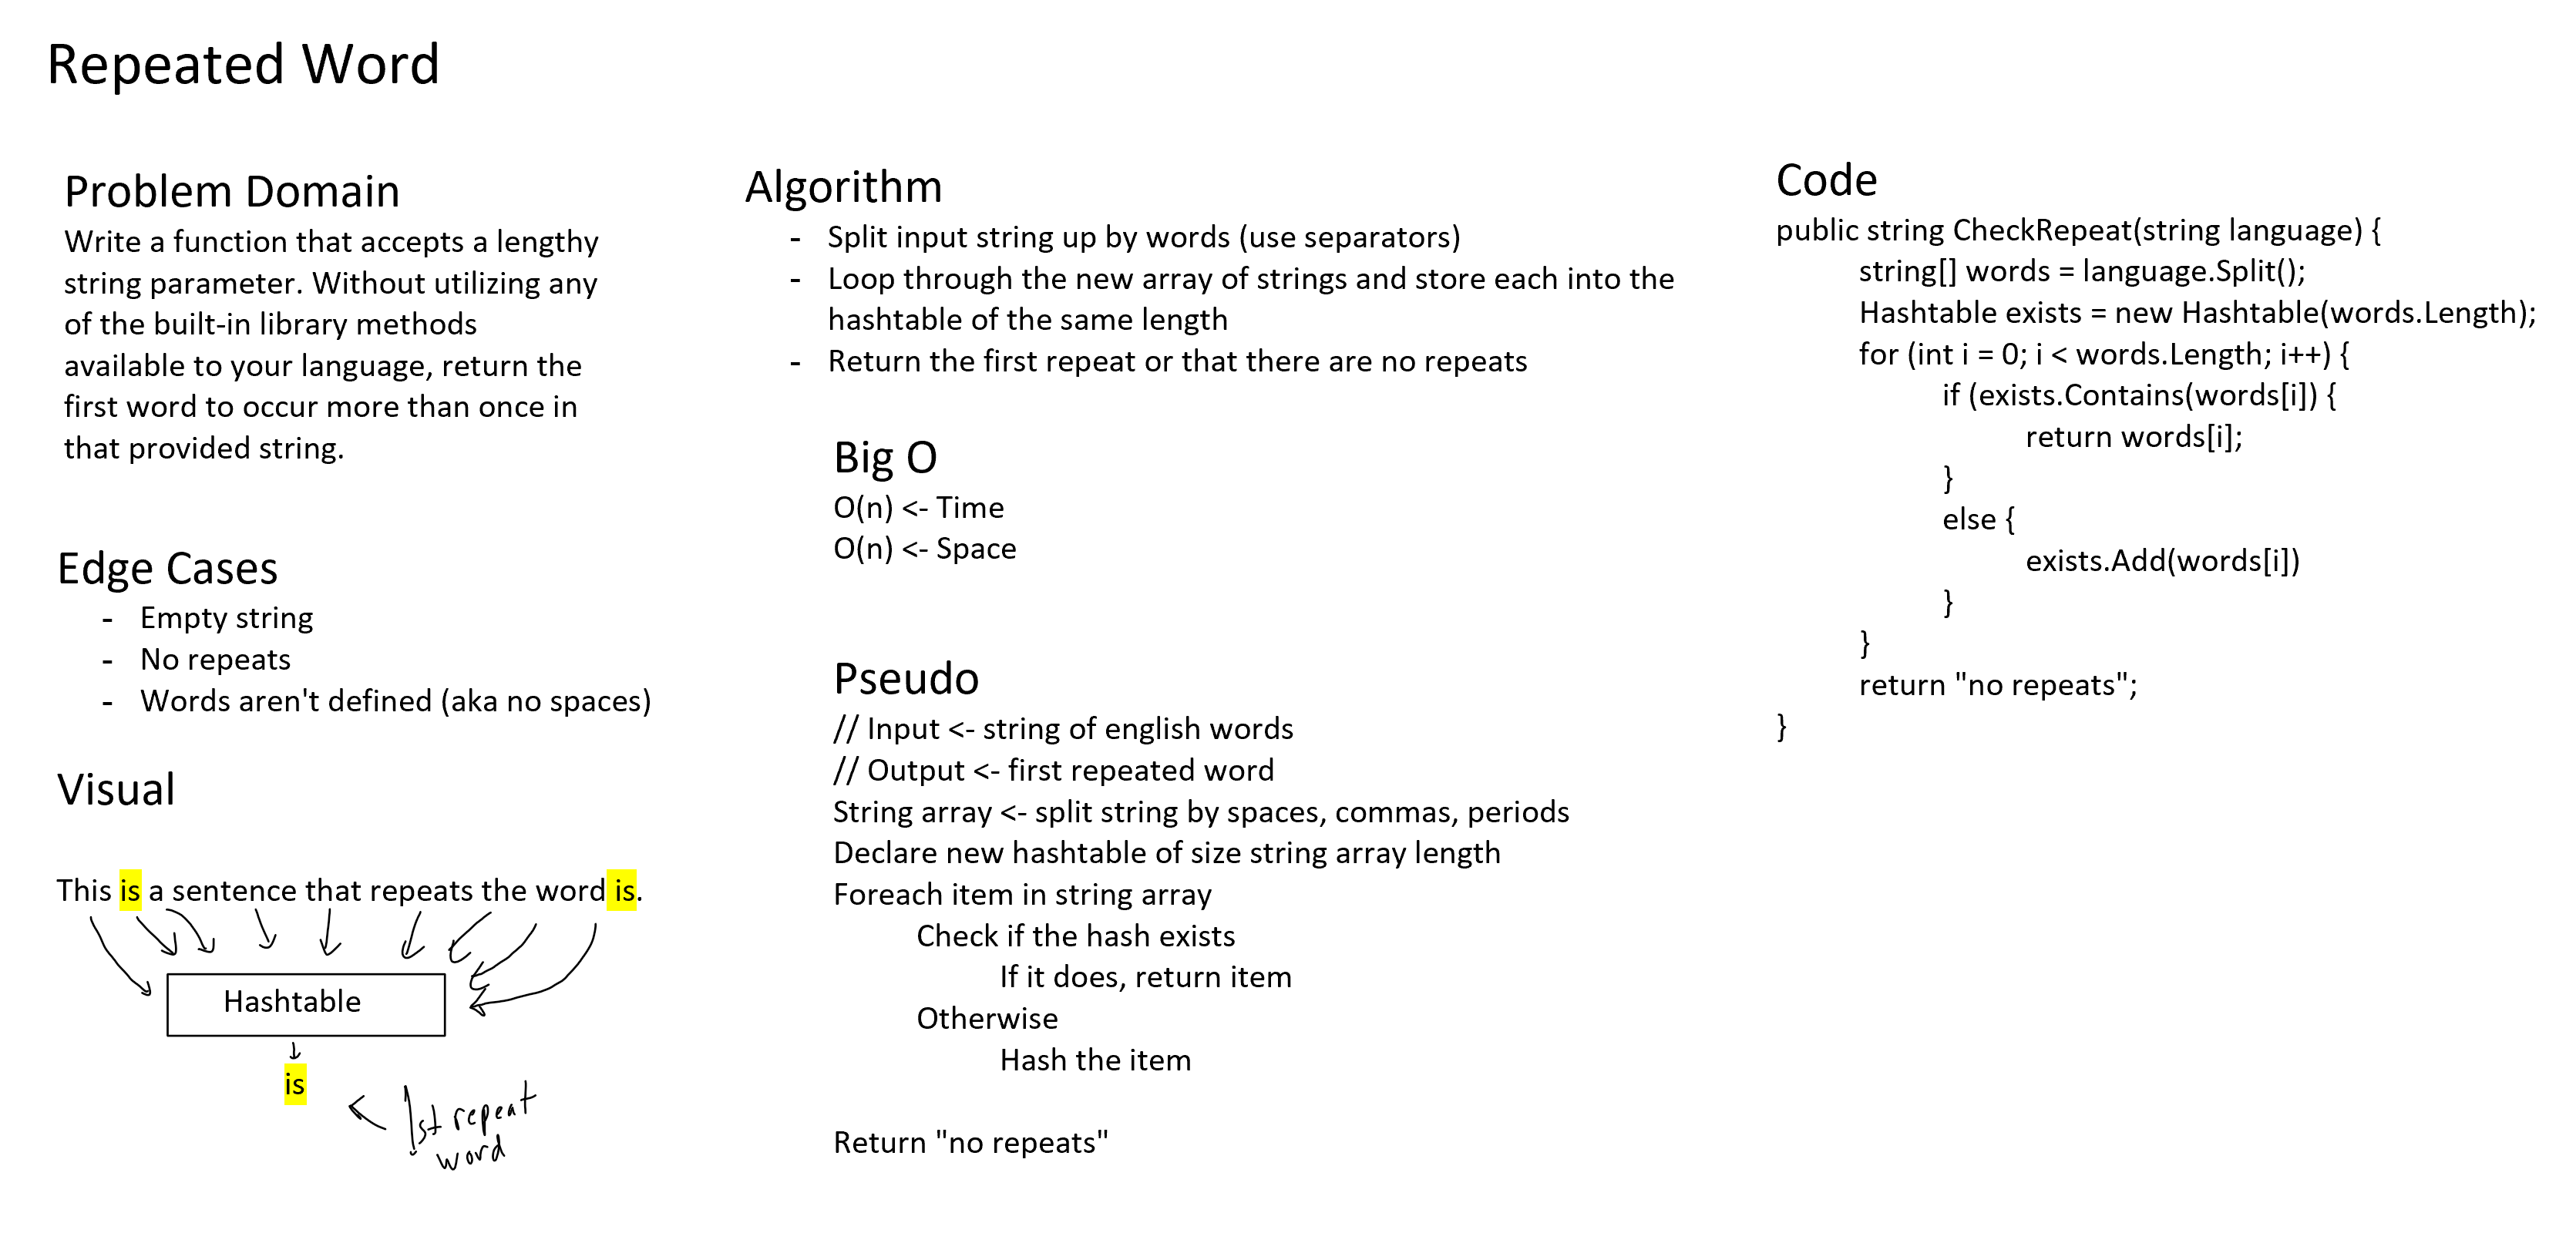 Repeated Word
Problem Domain
Write a function that accepts a lengthy
string parameter. Without utilizing any
of the built-in library methods
available to your language, return the
first word to occur more than once in
that provided string.
Edge Cases
- Empty string
- No repeats
- Words aren't defined (aka no spaces)
Visual
This is a sentence that repeats the word is.
Hashtable
is
1st repeat
word
Algorithm
- Split input string up by words (use separators)
- Loop through the new array of strings and store each into the
hashtable of the same length
- Return the first repeat or that there are no repeats
Big O
O(n) <- Time
O(n) <- Space
Pseudo
// Input <- string of english words
// Output <- first repeated word
String array <- split string by spaces, commas, periods
Declare new hashtable of size string array length
Foreach item in string array
Check if the hash exists
If it does, return item
Otherwise
Hash the item
Return "no repeats"
Code
public string CheckRepeat(string language) {
string[] words = language.Split();
Hashtable exists = new Hashtable(words.Length);
for (int i = 0; i < words.Length; i++) {
if (exists.Contains(words[i]) {
return words[i];
}
else {
exists.Add(words[i])
}
}
return "no repeats";
}